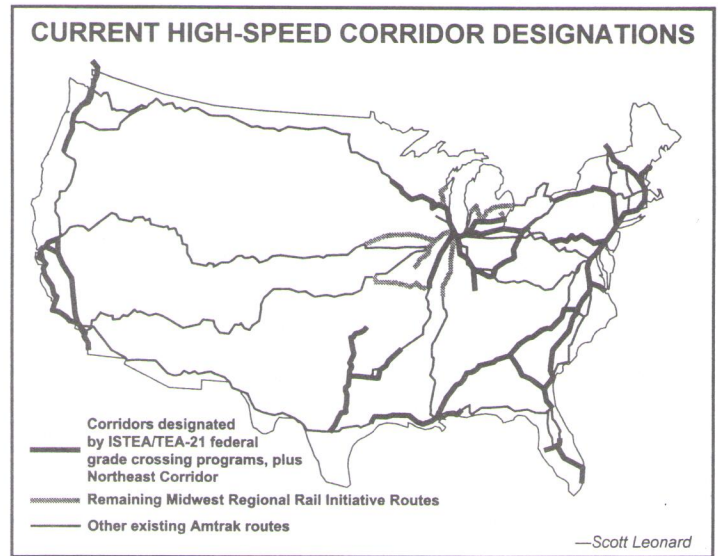 CURRENT HIGH-SPEED CORRIDOR DESIGNATIONS
Corridors designated
by ISTEA/TEA-21 federal
grade crossing programs, plus
Northeast Corridor
Remaining Midwest Regional Rail Initiative Routes
Other existing Amtrak routes
—Scott Leonard